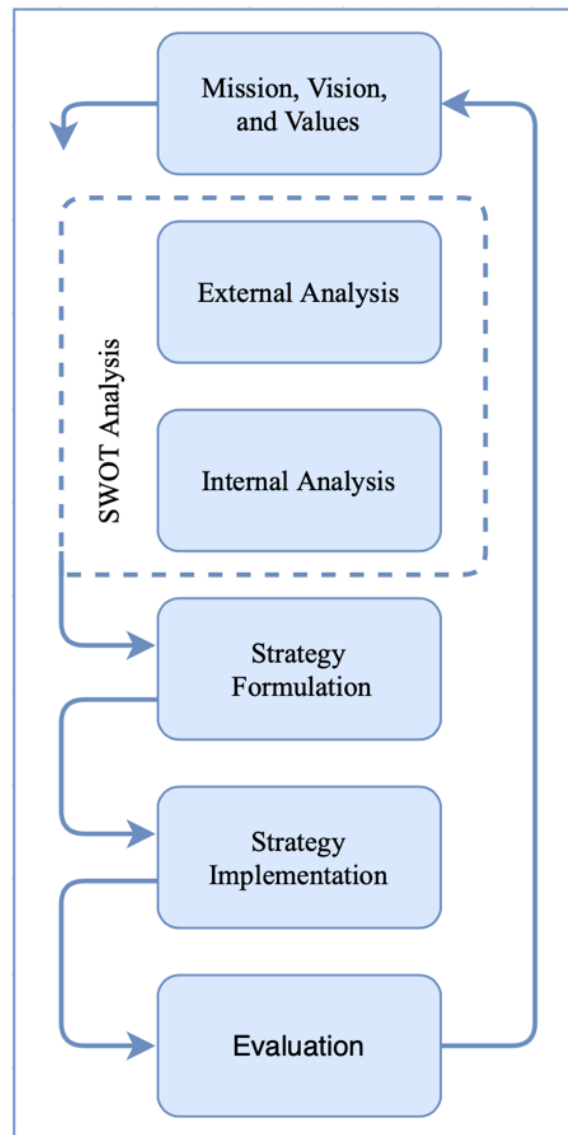 Mission, Vision,
and Values
External Analysis
SWOT Analysis
Internal Analysis
Strategy
Formulation
Strategy
Implementation
Evaluation